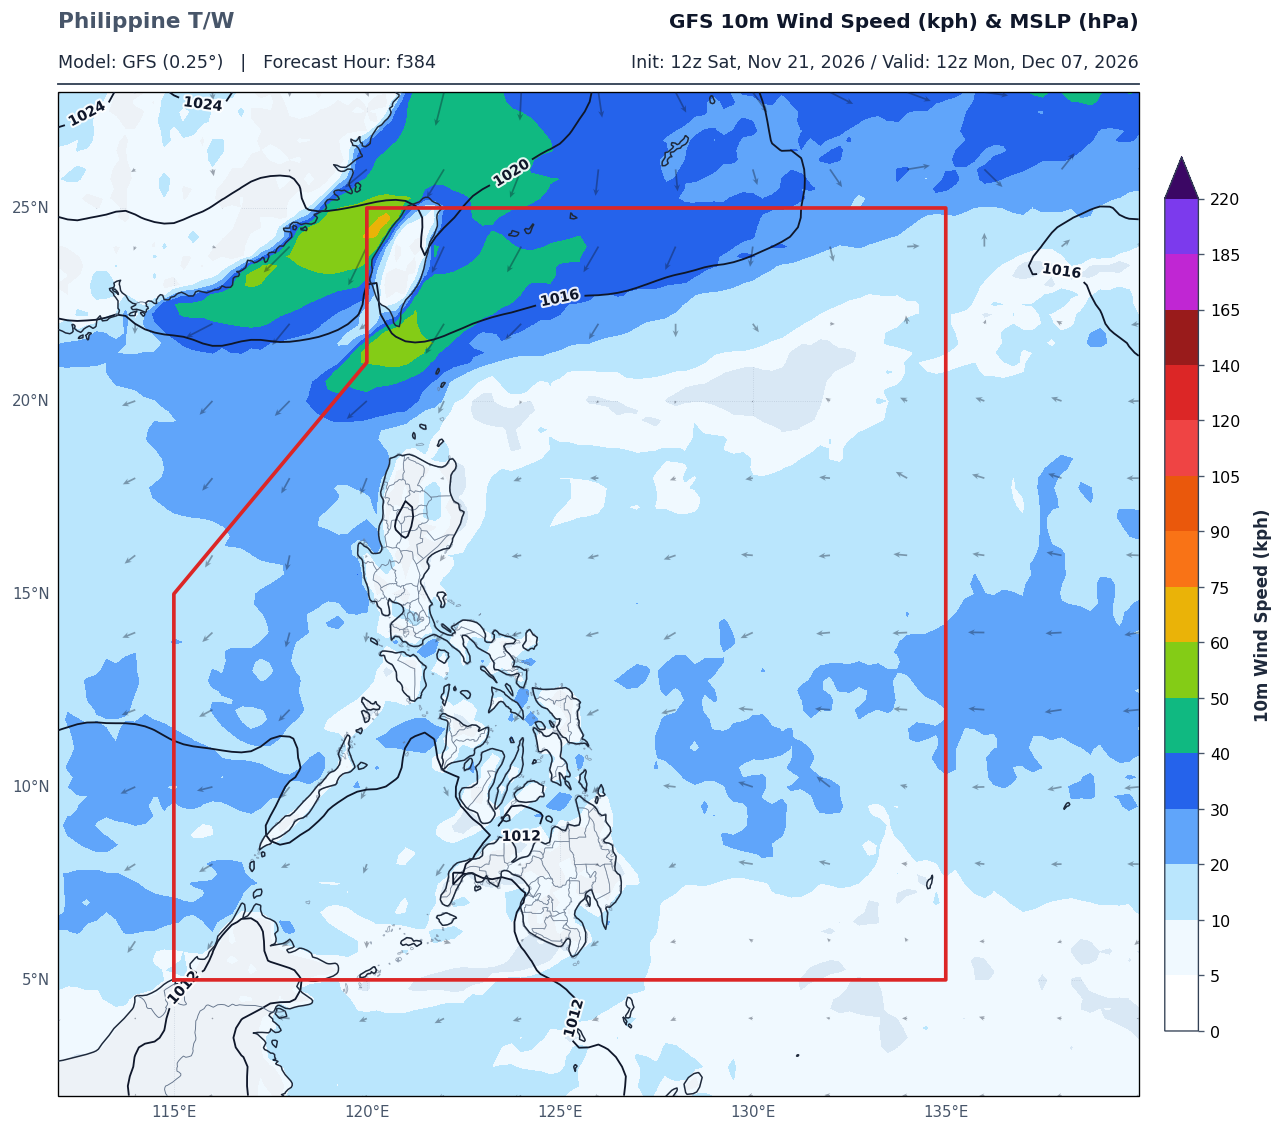 Philippine T/W
GFS 10m Wind Speed (kph) & MSLP (hPa)
Model: GFS (0.25°) | Forecast Hour: f384
Init: 12z Sat, Nov 21, 2026 / Valid: 12z Mon, Dec 07, 2026
1024
1024
1020
1016
1016
1012
1012
1012
25°N
20°N
15°N
10°N
5°N
115°E
120°E
125°E
130°E
135°E
220
185
165
140
120
105
90
75
60
50
40
30
20
10
5
0
10m Wind Speed (kph)